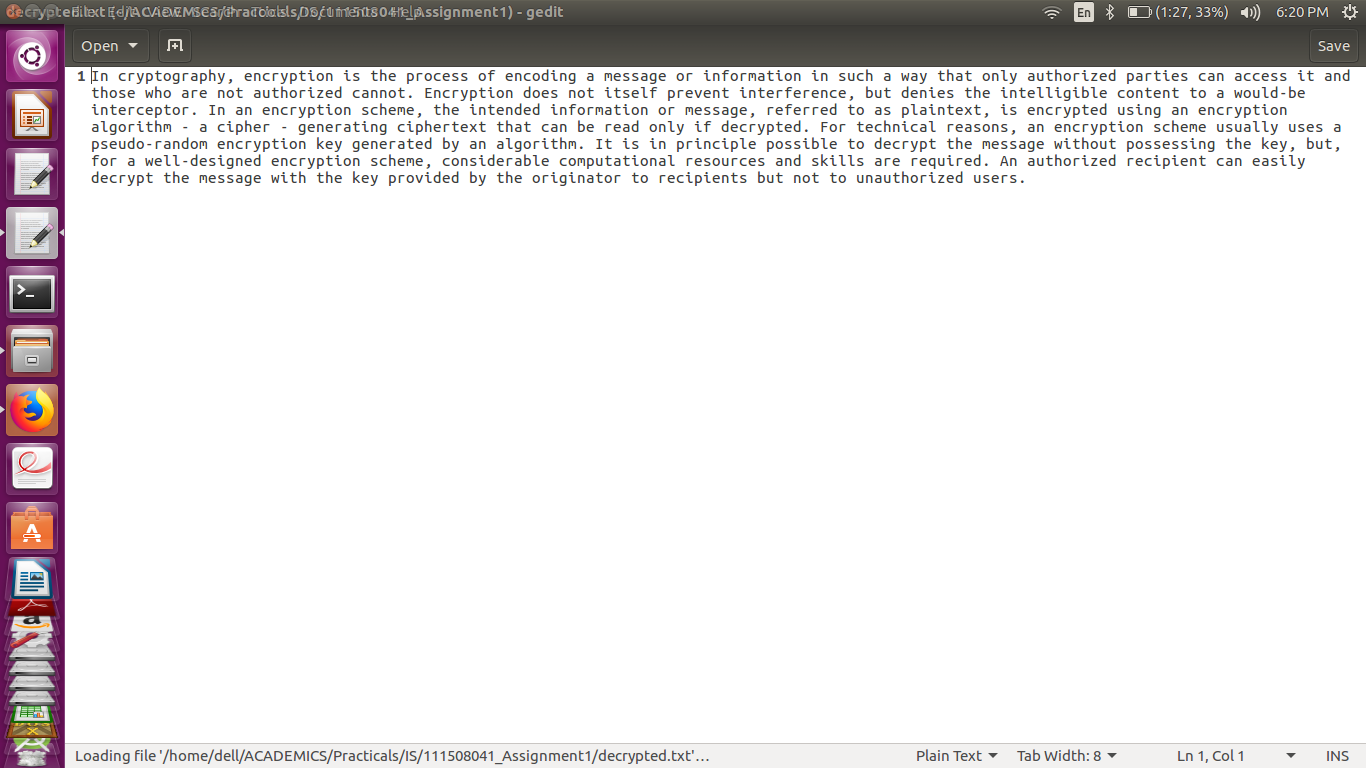 decrypted.txt (~/ACADEMICS/Practicals/IS/111508041_Assignment1) - gedit
En
(1:27, 33%)
6:20 PM
Open
Save
1 In cryptography, encryption is the process of encoding a message or information in such a way that only authorized parties can access it and
those who are not authorized cannot. Encryption does not itself prevent interference, but denies the intelligible content to a would-be
interceptor. In an encryption scheme, the intended information or message, referred to as plaintext, is encrypted using an encryption
algorithm - a cipher - generating ciphertext that can be read only if decrypted. For technical reasons, an encryption scheme usually uses a
pseudo-random encryption key generated by an algorithm. It is in principle possible to decrypt the message without possessing the key, but,
for a well-designed encryption scheme, considerable computational resources and skills are required. An authorized recipient can easily
decrypt the message with the key provided by the originator to recipients but not to unauthorized users.
Loading file '/home/dell/ACADEMICS/Practicals/IS/111508041_Assignment1/decrypted.txt'…
Plain Text
Tab Width: 8
Ln 1, Col 1
INS